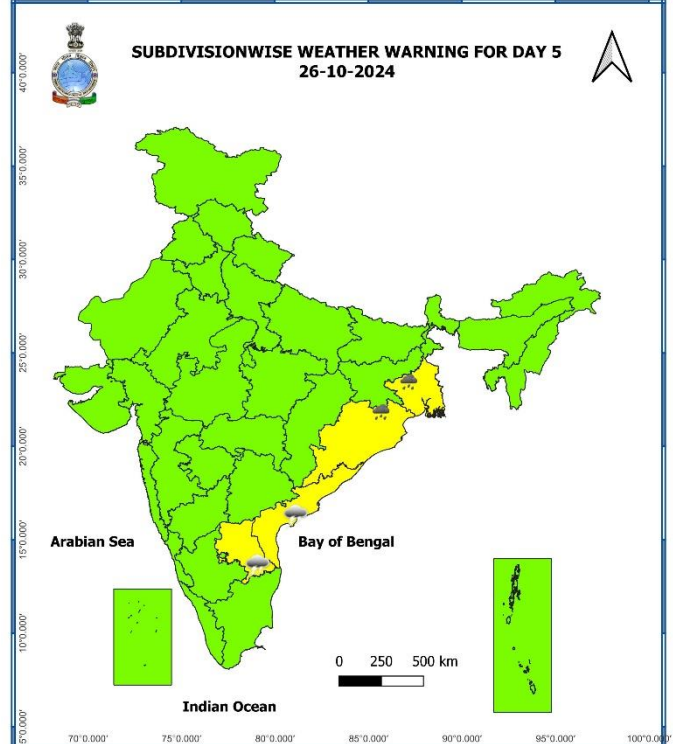 SUBDIVISIONWISE WEATHER WARNING FOR DAY 5
26-10-2024
40°0.000'
35°0.000'
30°0.000'
25°0.000'
20°0.000'
15°0.000'
10°0.000'
5°0.000'
Arabian Sea
Bay of Bengal
0 250 500 km
Indian Ocean
70°0.000' 75°0.000' 80°0.000' 85°0.000' 90°0.000' 95°0.000' 100°0.000'